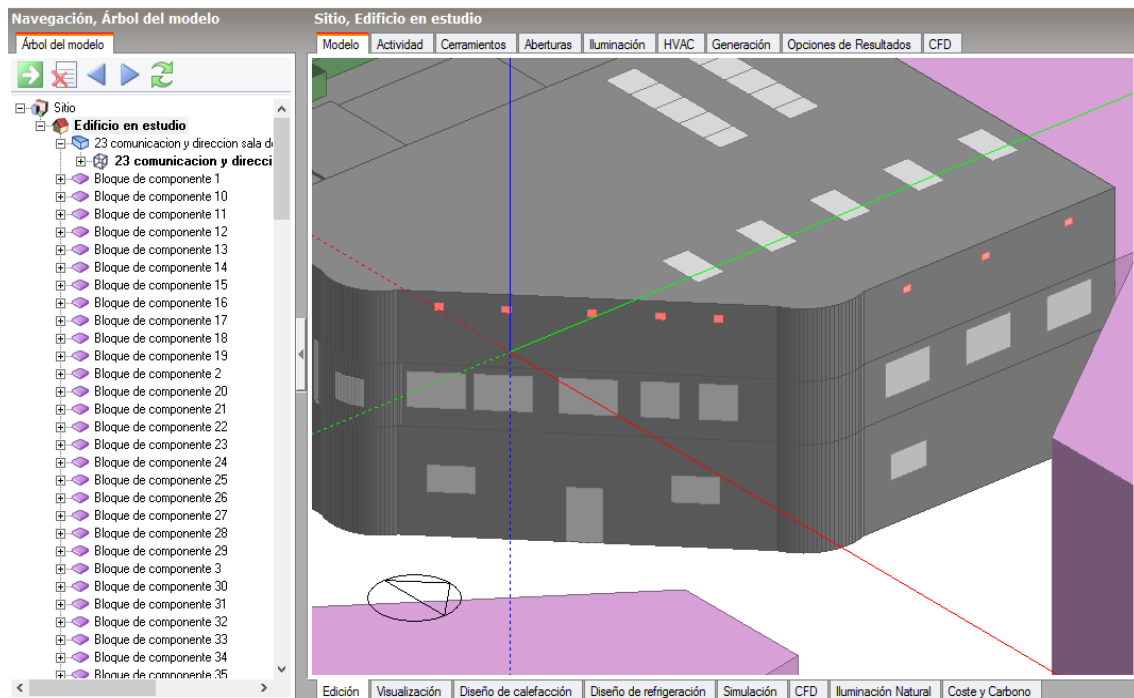 Navegación, Árbol del modelo
Árbol del modelo
Sitio
Edificio en estudio
23 comunicacion y direccion sala d
23 comunicacion y direcci
Bloque de componente 1
Bloque de componente 10
Bloque de componente 11
Bloque de componente 12
Bloque de componente 13
Bloque de componente 14
Bloque de componente 15
Bloque de componente 16
Bloque de componente 17
Bloque de componente 18
Bloque de componente 19
Bloque de componente 2
Bloque de componente 20
Bloque de componente 21
Bloque de componente 22
Bloque de componente 23
Bloque de componente 24
Bloque de componente 25
Bloque de componente 26
Bloque de componente 27
Bloque de componente 28
Bloque de componente 29
Bloque de componente 3
Bloque de componente 30
Bloque de componente 31
Bloque de componente 32
Bloque de componente 33
Bloque de componente 34
Bloque de componente 35
Sitio, Edificio en estudio
Modelo Actividad Cerramientos Aberturas Iluminación HVAC Generación Opciones de Resultados CFD
Edición Visualización Diseño de calefacción Diseño de refrigeración Simulación CFD Iluminación Natural Coste y Carbono